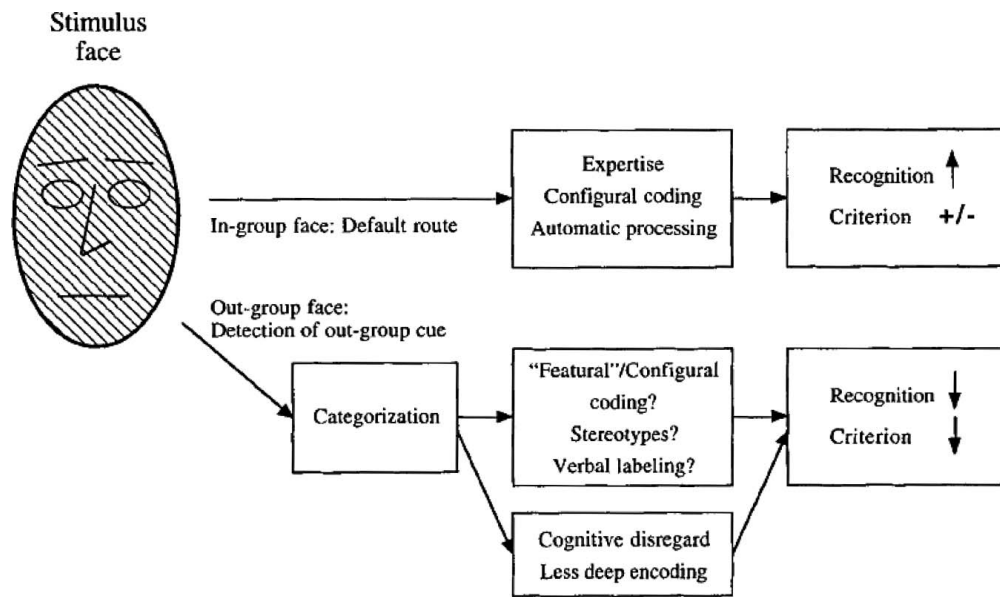 Stimulus
face
Expertise
Configural coding
Automatic processing
Recognition ↑
Criterion +/-
In-group face: Default route
Out-group face:
Detection of out-group cue
Categorization
“Featural”/Configural
coding?
Stereotypes?
Verbal labeling?
Recognition ↓
Criterion ↓
Cognitive disregard
Less deep encoding